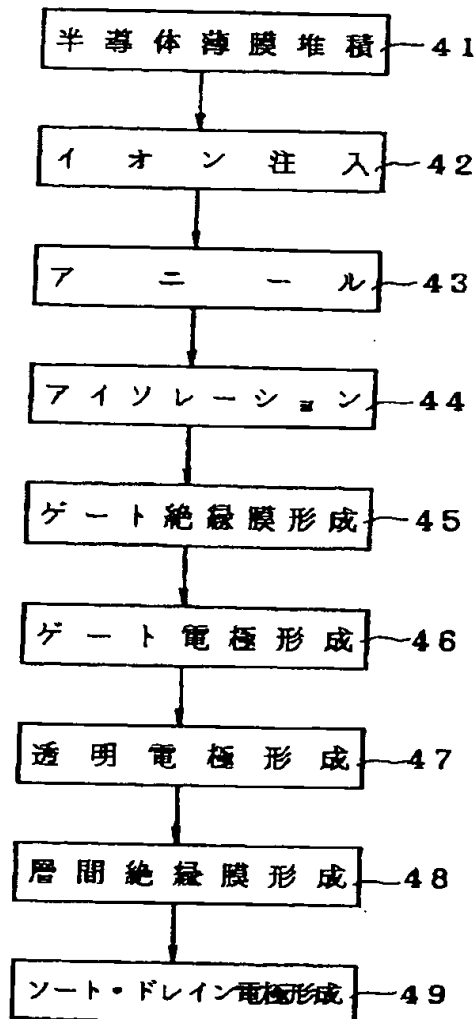 半導体薄膜堆積 41
イオン注入 42
アニール 43
アイソレーション 44
ゲート絶縁膜形成 45
ゲート電極形成 46
透明電極形成 47
層間絶縁膜形成 48
ソート・ドレイン電極形成 49